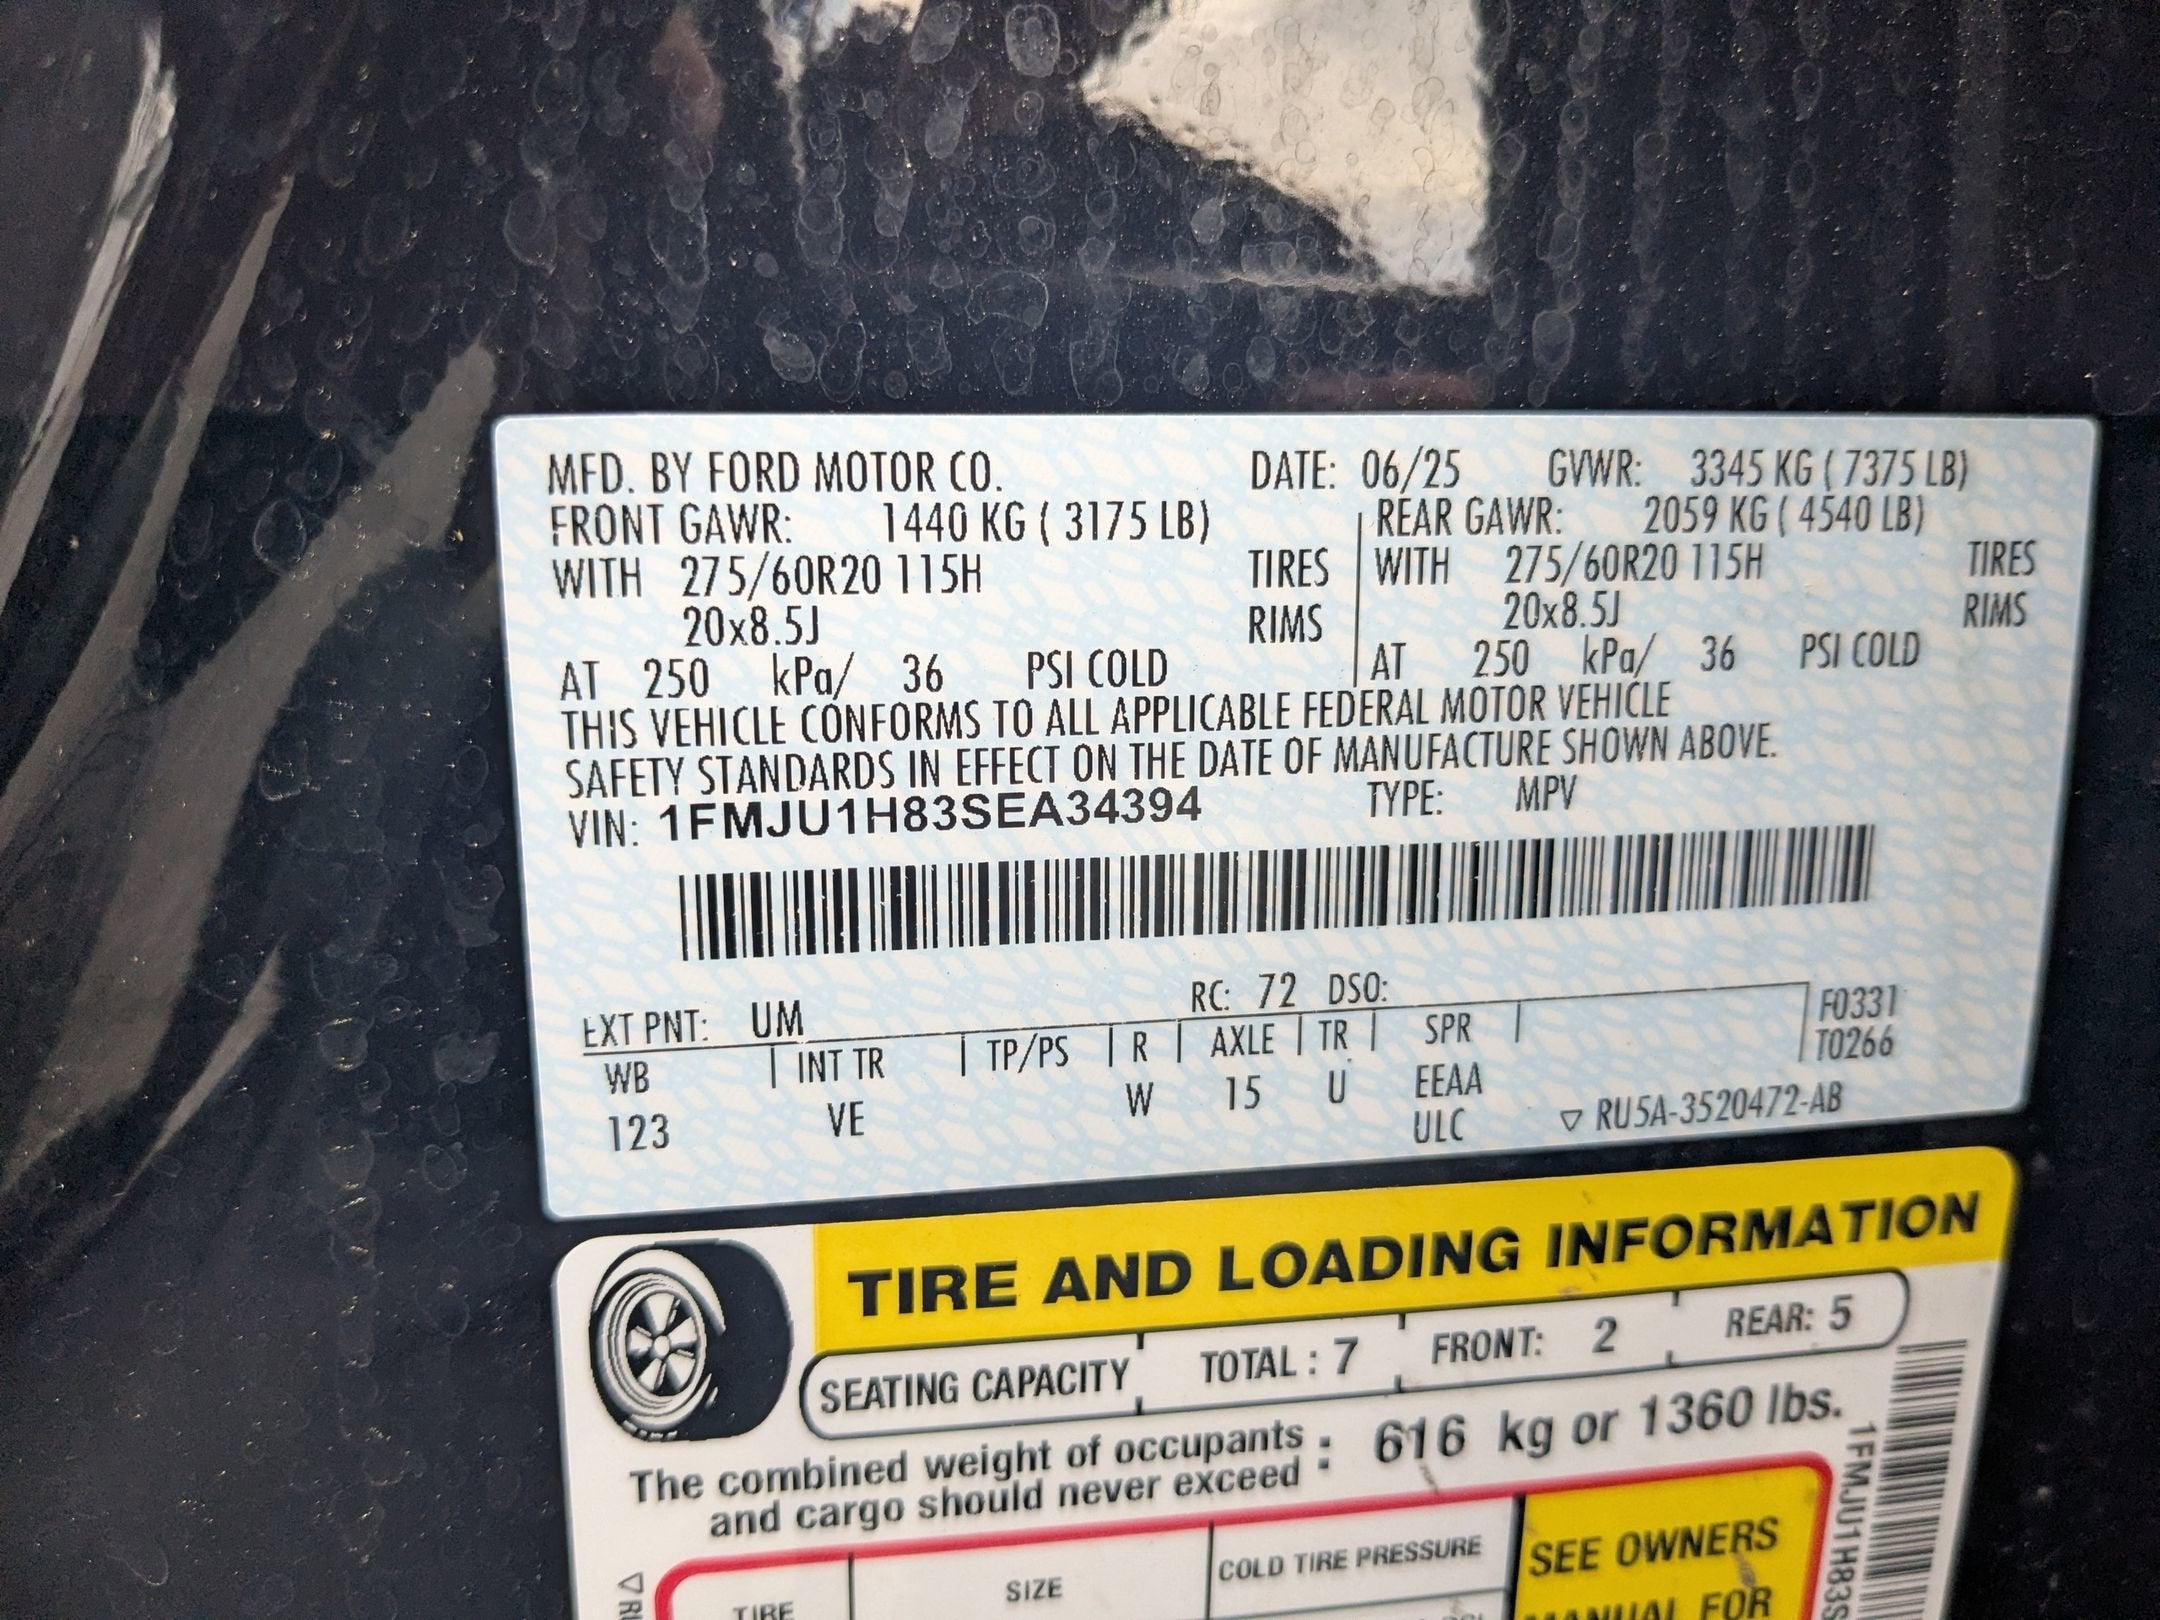 MFD. BY FORD MOTOR CO. DATE: 06/25 GVWR: 3345 KG ( 7375 LB)
FRONT GAWR: 1440 KG ( 3175 LB) REAR GAWR: 2059 KG ( 4540 LB)
WITH 275/60R20 115H TIRES WITH 275/60R20 115H TIRES
20x8.5J RIMS 20x8.5J RIMS
AT 250 kPa/ 36 PSI COLD AT 250 kPa/ 36 PSI COLD
THIS VEHICLE CONFORMS TO ALL APPLICABLE FEDERAL MOTOR VEHICLE
SAFETY STANDARDS IN EFFECT ON THE DATE OF MANUFACTURE SHOWN ABOVE.
VIN: 1FMJU1H83SEA34394 TYPE: MPV
EXT PNT: UM RC: 72 DSO:
WB INT TR TP/PS R AXLE TR SPR F0331
T0266
123 VE W 15 U EEAA
ULC ▽ RU5A-3520472-AB
TIRE AND LOADING INFORMATION
SEATING CAPACITY TOTAL : 7 FRONT: 2 REAR: 5
The combined weight of occupants
and cargo should never exceed : 616 kg or 1360 lbs.
TIRE SIZE COLD TIRE PRESSURE SEE OWNERS
MANUAL FOR
1FMJU1H83S